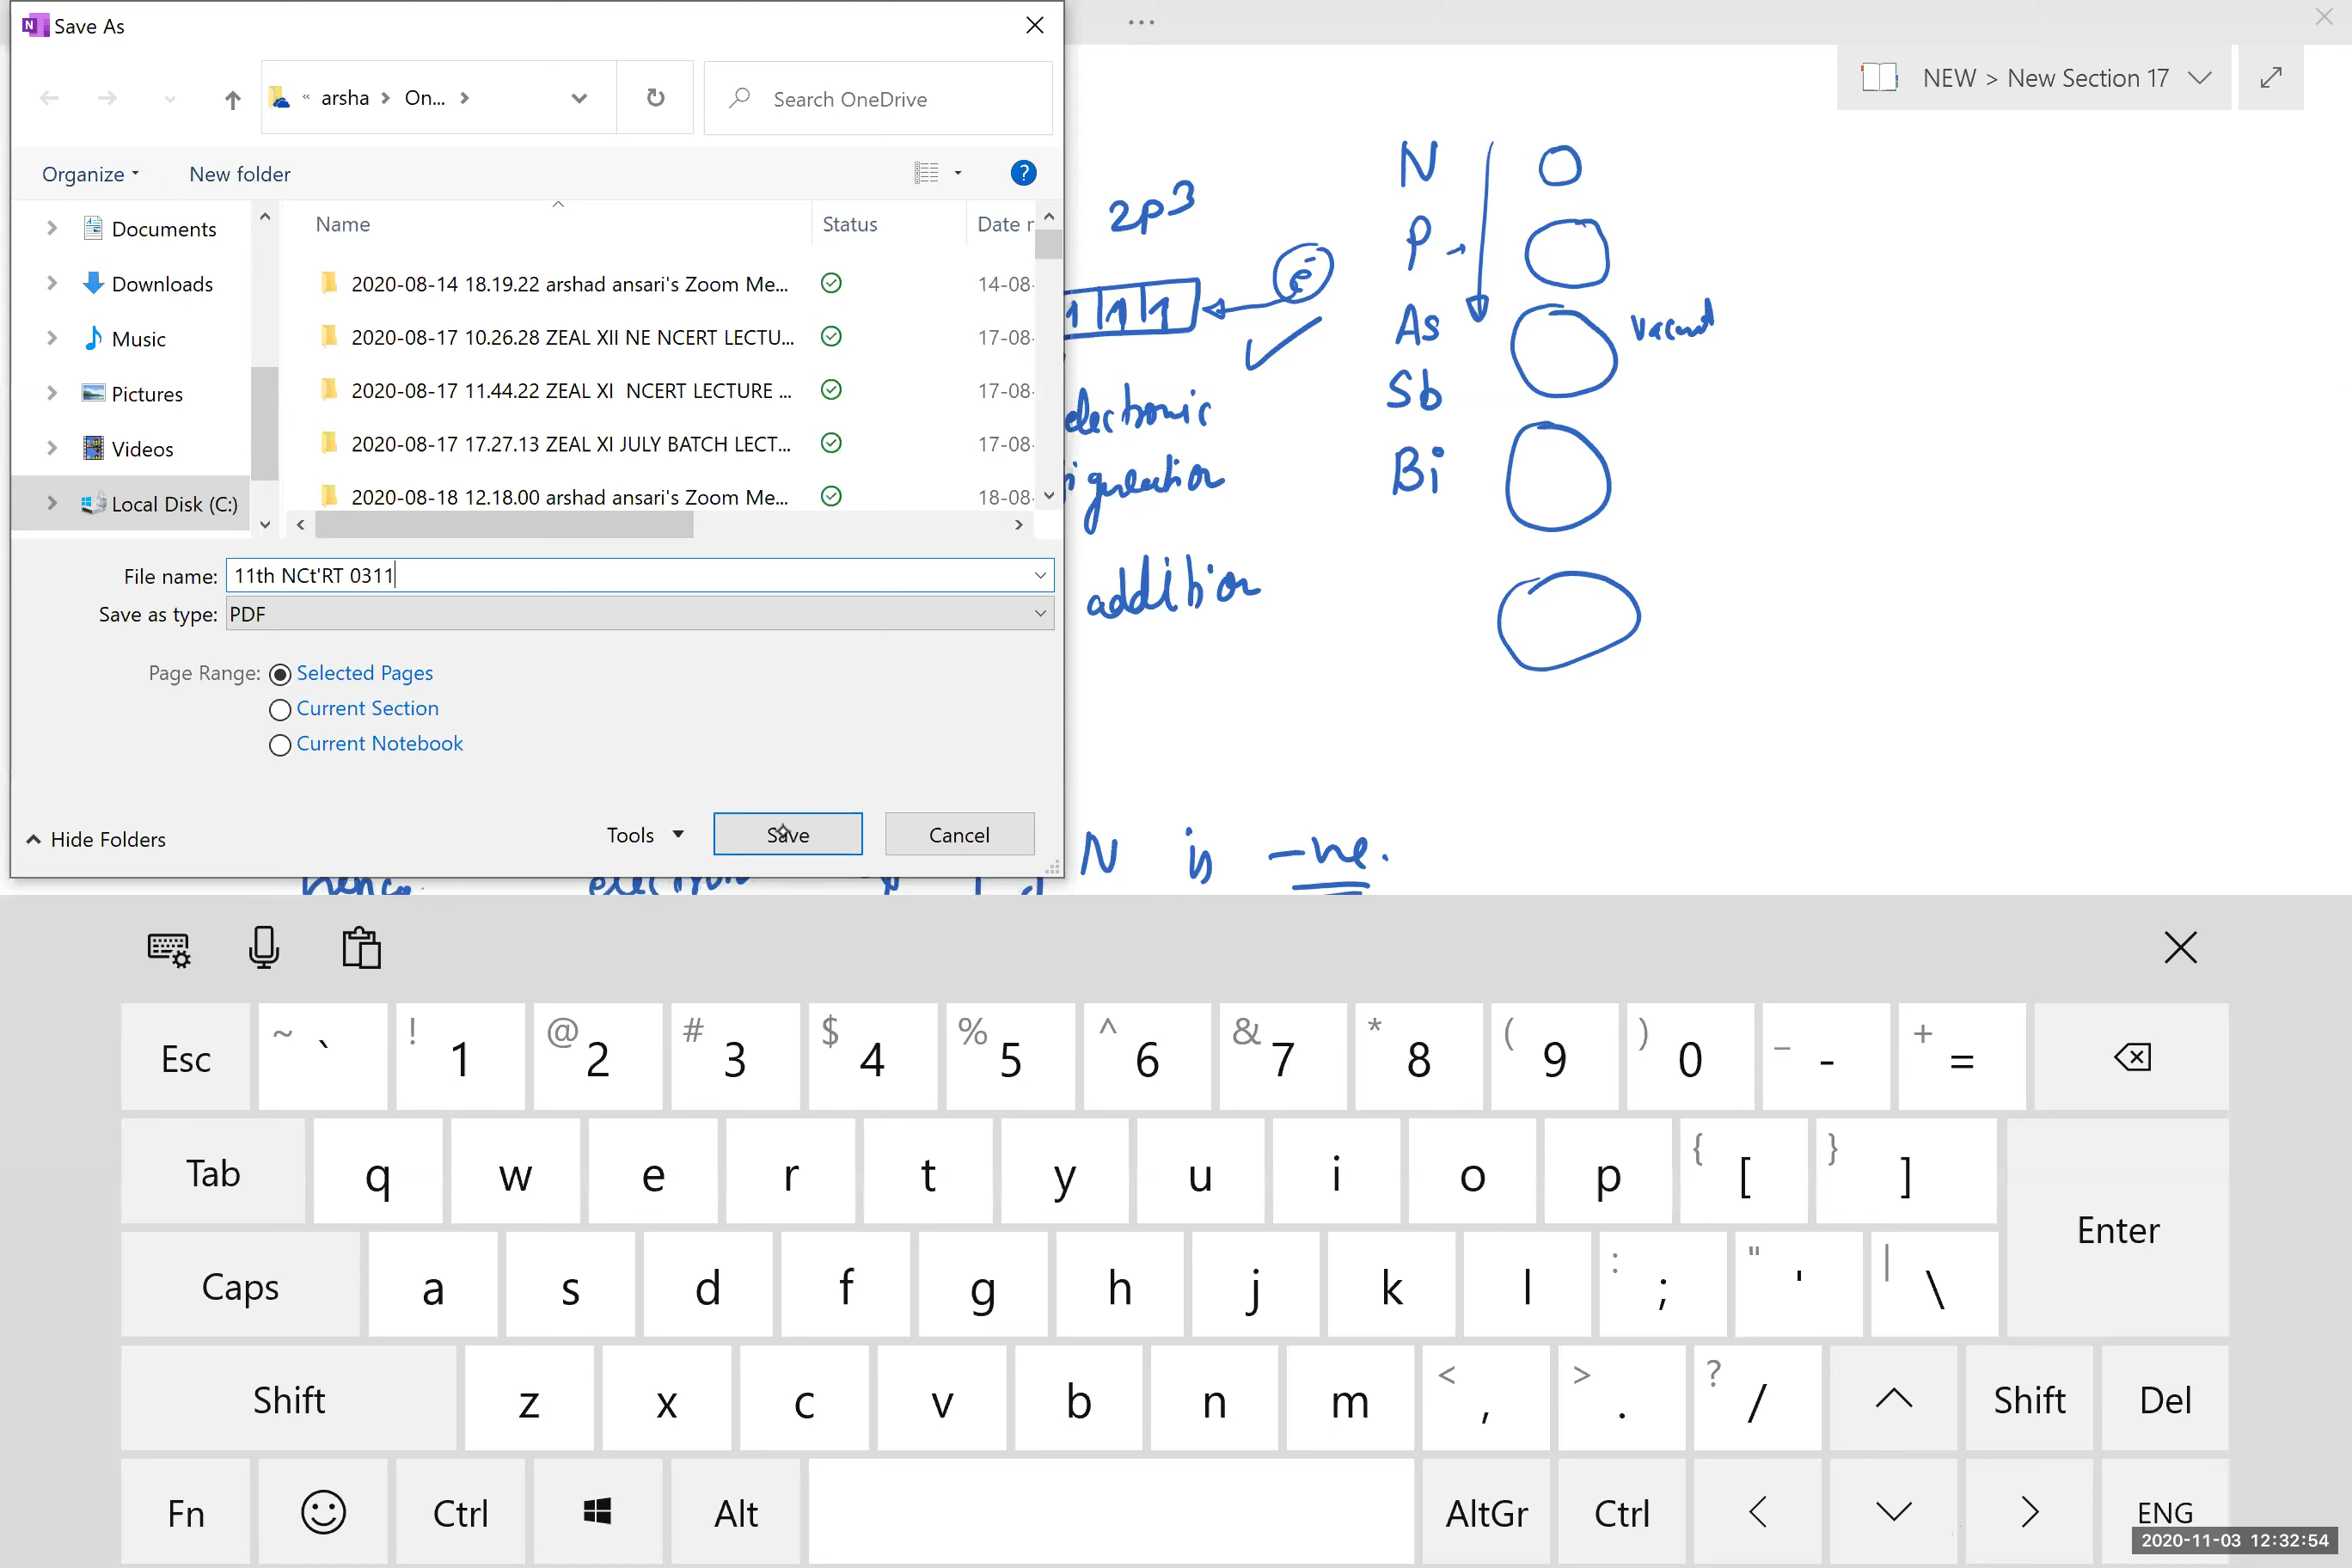 Save As
NEW > New Section 17
« arsha > On... >
Search OneDrive
Organize
New folder
Documents
Downloads
Music
Pictures
Videos
Local Disk (C:)
Name Status Date r
2020-08-14 18.19.22 arshad ansari's Zoom Me... 14-08-
2020-08-17 10.26.28 ZEAL XII NE NCERT LECTU... 17-08-
2020-08-17 11.44.22 ZEAL XI NCERT LECTURE ... 17-08-
2020-08-17 17.27.13 ZEAL XI JULY BATCH LECT... 17-08-
2020-08-18 12.18.00 arshad ansari's Zoom Me... 18-08-
File name: 11th NCt'RT 0311
Save as type: PDF
Page Range: Selected Pages
Current Section
Current Notebook
Hide Folders
Tools
Save
Cancel
2p3
e-
1 1 1
electronic
addition
N
P
As
Sb
Bi
vacant
hence
N is -ve.
Esc ~ ` ! 1 @ 2 # 3 $ 4 % 5 ^ 6 & 7 * 8 ( 9 ) 0 _ - + =
Tab q w e r t y u i o p { [ } ]
Enter
Caps a s d f g h j k l : ; " ' | \
Shift z x c v b n m < , > . ? / Shift Del
Fn Ctrl Alt AltGr Ctrl ENG
2020-11-03 12:32:54